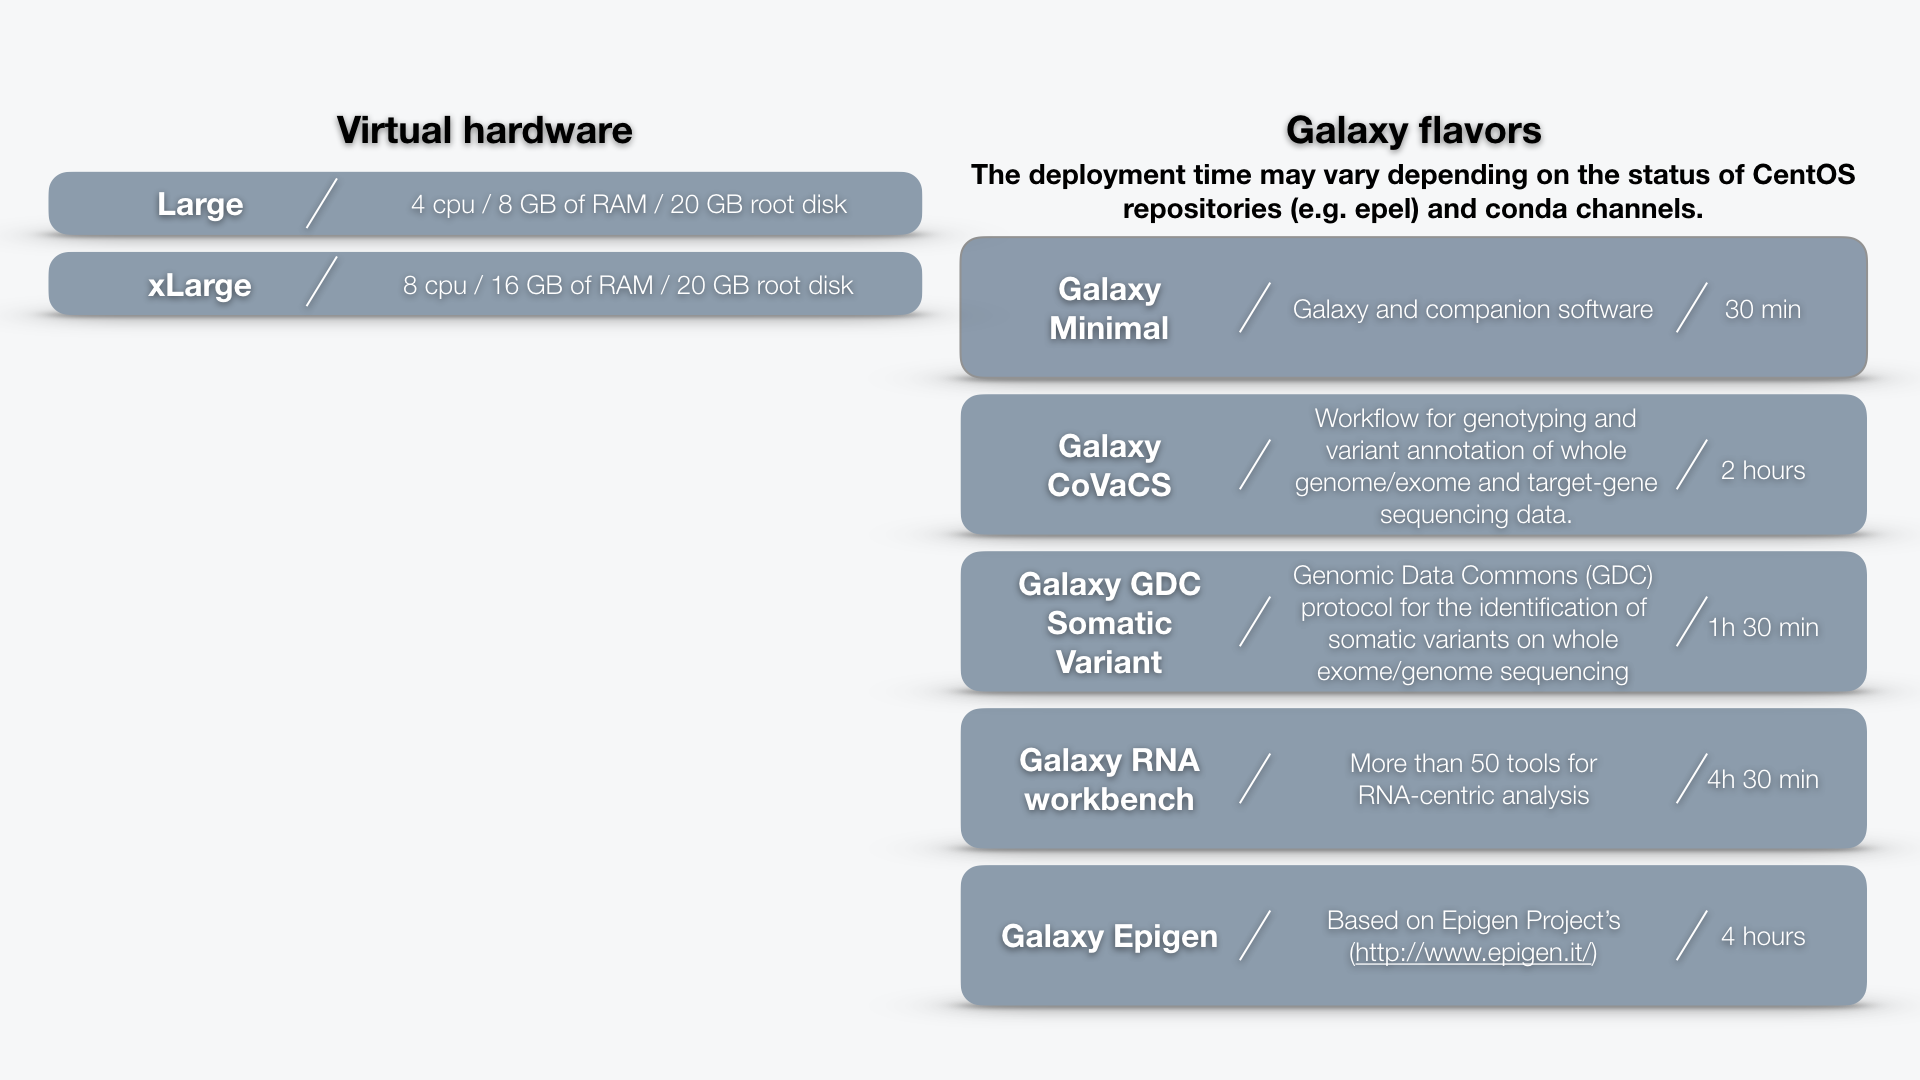 Virtual hardware
Large / 4 cpu / 8 GB of RAM / 20 GB root disk
xLarge / 8 cpu / 16 GB of RAM / 20 GB root disk
Galaxy flavors
The deployment time may vary depending on the status of CentOS
repositories (e.g. epel) and conda channels.
Galaxy
Minimal
Galaxy and companion software
30 min
Galaxy
CoVaCS
Workflow for genotyping and
variant annotation of whole
genome/exome and target-gene
sequencing data.
2 hours
Galaxy GDC
Somatic
Variant
Genomic Data Commons (GDC)
protocol for the identification of
somatic variants on whole
exome/genome sequencing
1h 30 min
Galaxy RNA
workbench
More than 50 tools for
RNA-centric analysis
4h 30 min
Galaxy Epigen
Based on Epigen Project’s
(http://www.epigen.it/)
4 hours